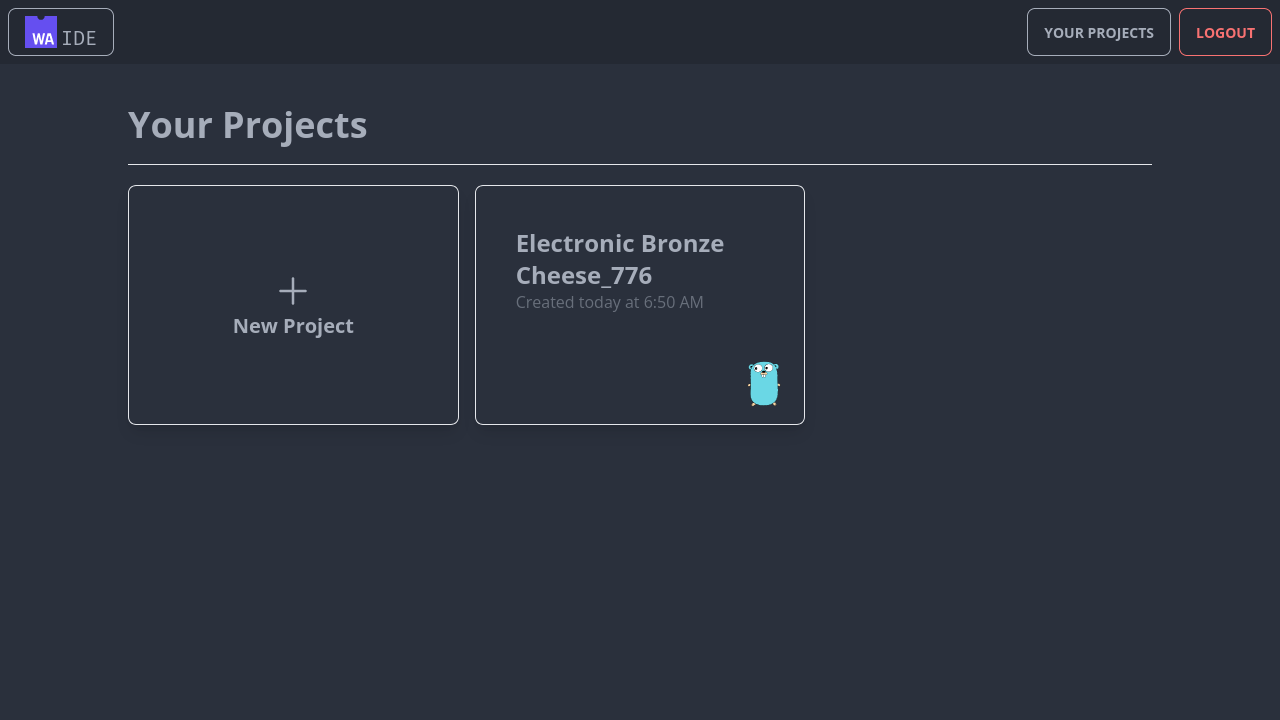 WA IDE
YOUR PROJECTS
LOGOUT
Your Projects
New Project
Electronic Bronze
Cheese_776
Created today at 6:50 AM